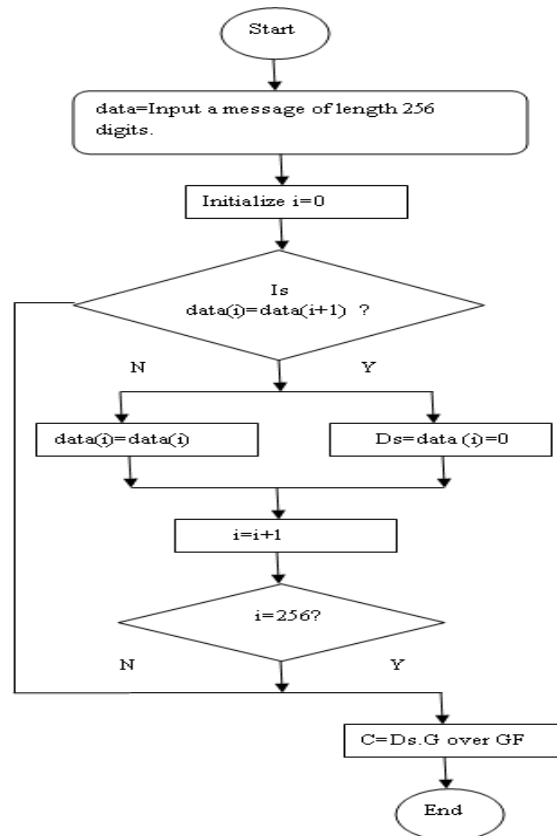 Start
data=Input a message of length 256
digits.
Initialize i=0
Is
data(i)=data(i+1) ?
N
Y
data(i)=data(i)
Ds=data (i)=0
i=i+1
i=256?
N
Y
C=Ds.G over GF
End